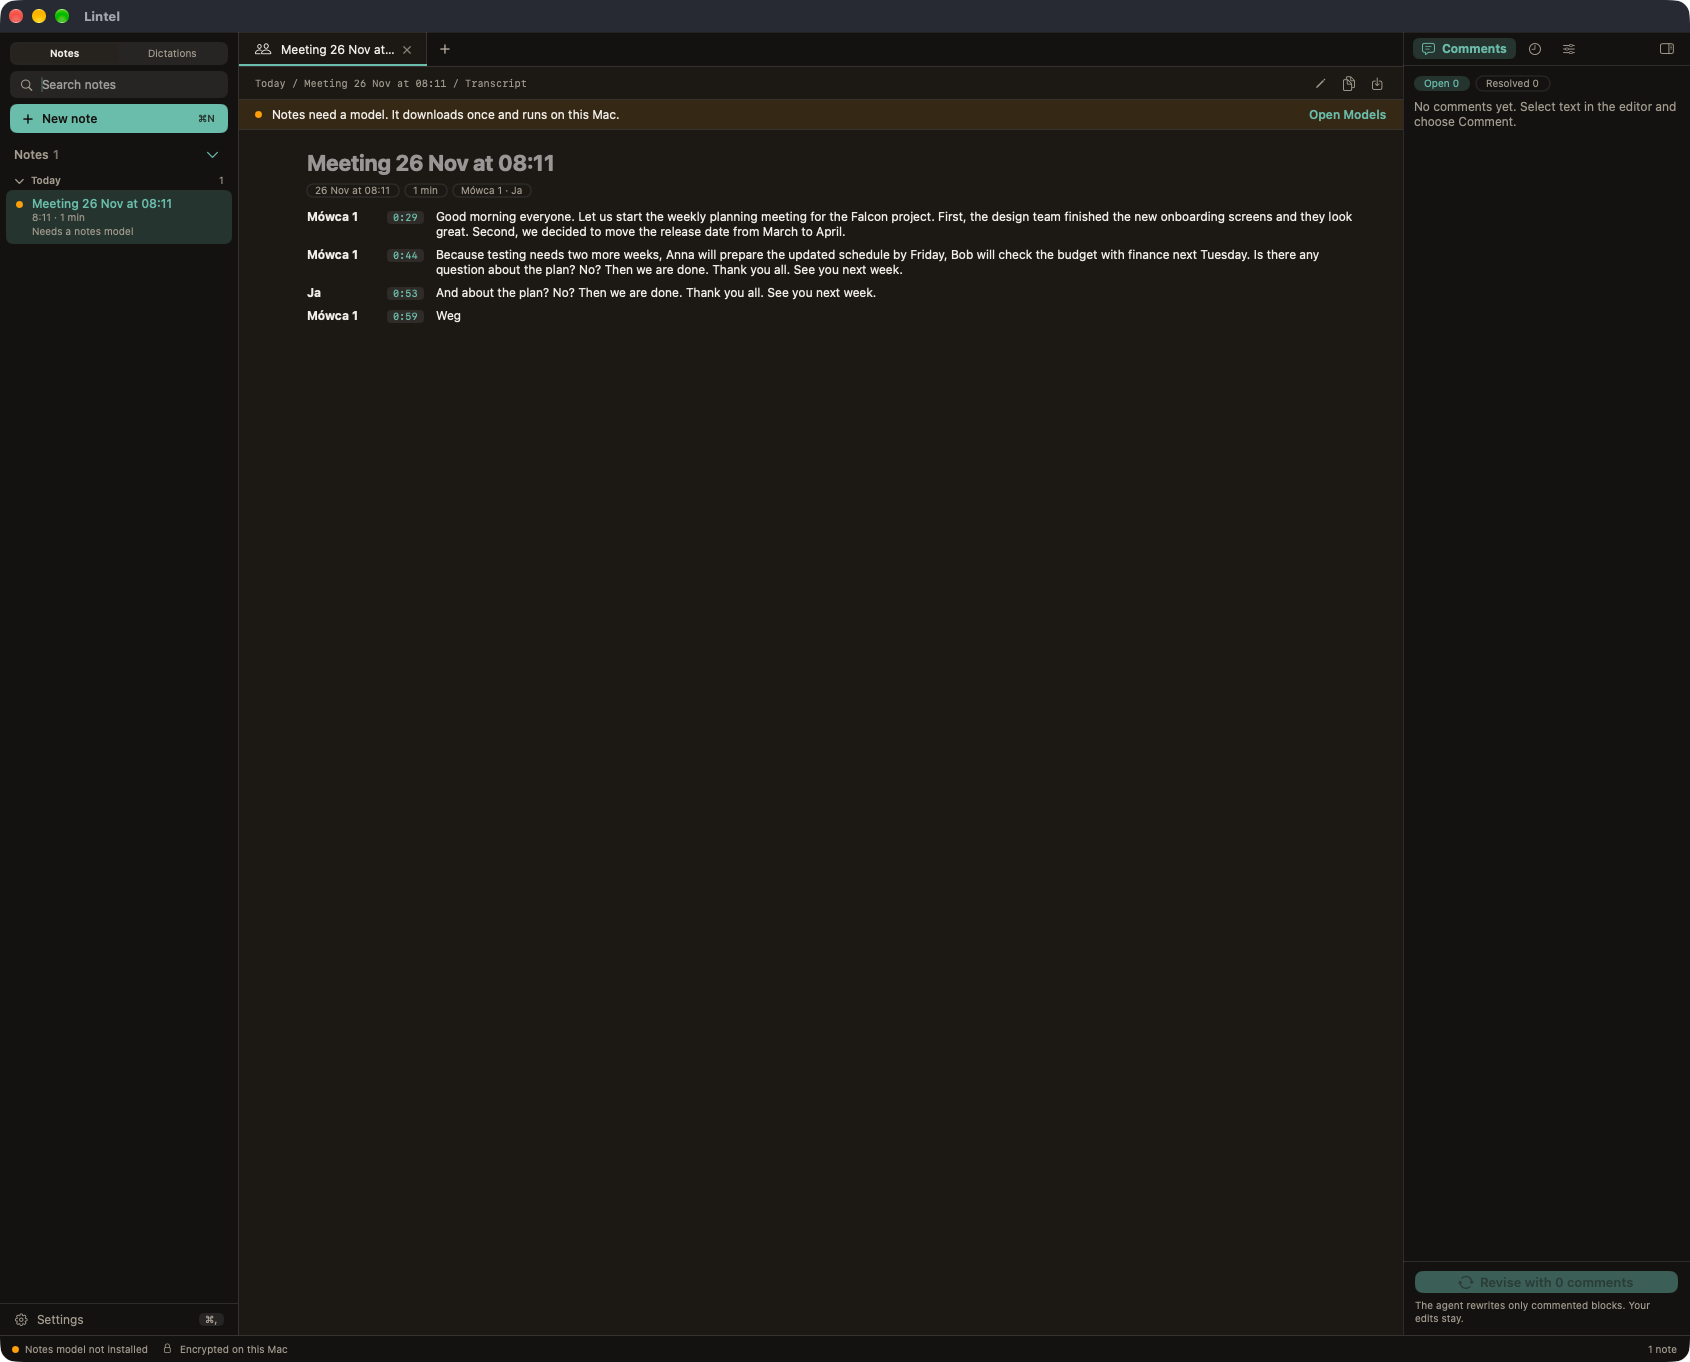 Lintel
Notes
Dictations
Search notes
New note
⌘N
Notes 1
Today
1
Meeting 26 Nov at 08:11
8:11 · 1 min
Needs a notes model
Settings
⌘,
Meeting 26 Nov at...
Today / Meeting 26 Nov at 08:11 / Transcript
Notes need a model. It downloads once and runs on this Mac.
Open Models
Meeting 26 Nov at 08:11
26 Nov at 08:11
1 min
Mówca 1 · Ja
Mówca 1
0:29
Good morning everyone. Let us start the weekly planning meeting for the Falcon project. First, the design team finished the new onboarding screens and they look
great. Second, we decided to move the release date from March to April.
Mówca 1
0:44
Because testing needs two more weeks, Anna will prepare the updated schedule by Friday, Bob will check the budget with finance next Tuesday. Is there any
question about the plan? No? Then we are done. Thank you all. See you next week.
Ja
0:53
And about the plan? No? Then we are done. Thank you all. See you next week.
Mówca 1
0:59
Weg
Comments
Open 0
Resolved 0
No comments yet. Select text in the editor and
choose Comment.
Revise with 0 comments
The agent rewrites only commented blocks. Your
edits stay.
Notes model not installed
Encrypted on this Mac
1 note